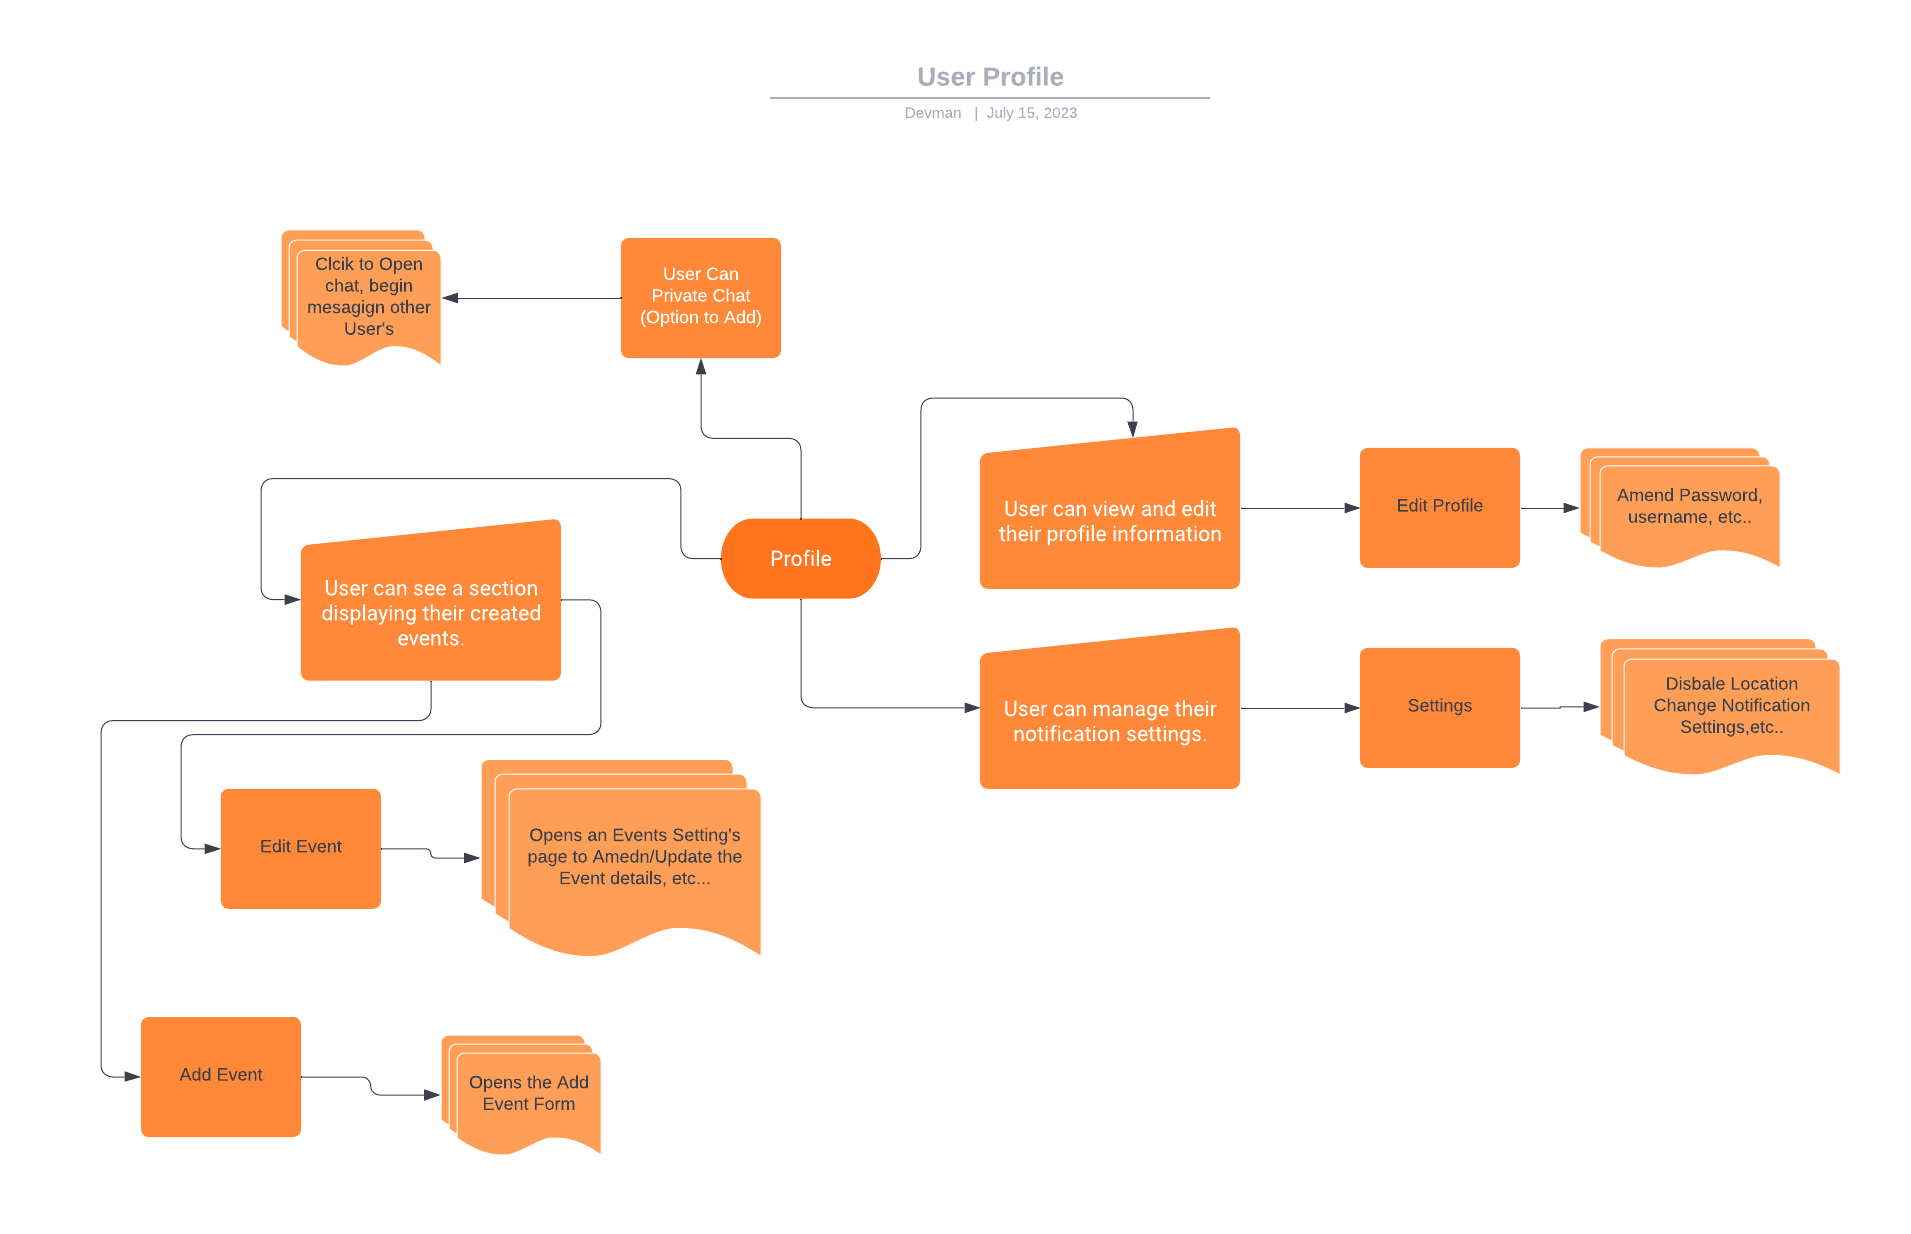 User Profile
Devman | July 15, 2023
Clcik to Open
chat, begin
mesagign other
User's
User Can
Private Chat
(Option to Add)
Profile
User can view and edit
their profile information
Edit Profile
Amend Password,
username, etc..
User can see a section
displaying their created
events.
User can manage their
notification settings.
Settings
Disbale Location
Change Notification
Settings,etc..
Edit Event
Opens an Events Setting's
page to Amedn/Update the
Event details, etc...
Add Event
Opens the Add
Event Form